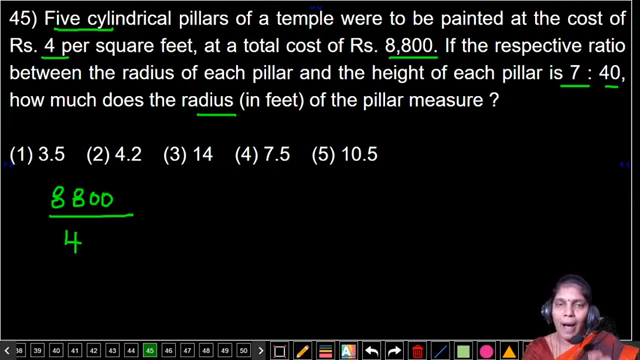 45) Five cylindrical pillars of a temple were to be painted at the cost of
Rs. 4 per square feet, at a total cost of Rs. 8,800. If the respective ratio
between the radius of each pillar and the height of each pillar is 7 : 40,
how much does the radius (in feet) of the pillar measure ?
(1) 3.5 (2) 4.2 (3) 14 (4) 7.5 (5) 10.5
8800
4
38 39 40 41 42 43 44 45 46 47 48 49 50